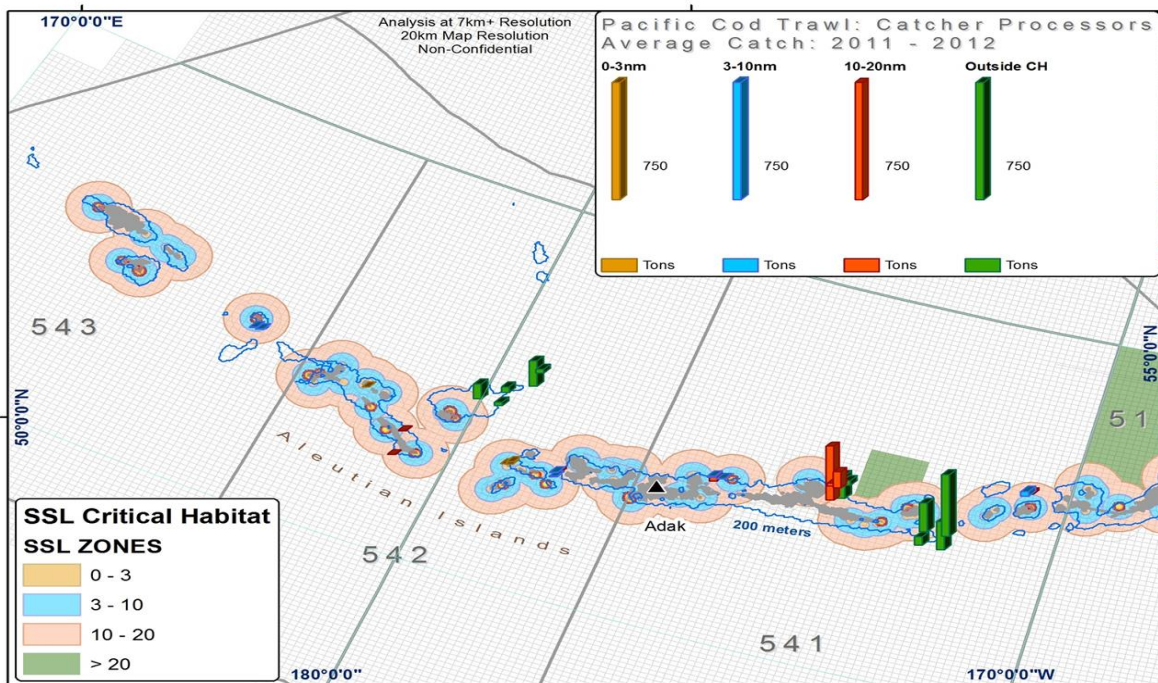 170°0'0"E
Analysis at 7km+ Resolution
20km Map Resolution
Non-Confidential
Pacific Cod Trawl: Catcher Processors
Average Catch: 2011 - 2012
0-3nm 3-10nm 10-20nm Outside CH
750 750 750 750
Tons Tons Tons Tons
543
50°0'0"N
55°0'0"N
51
Aleutian Islands
Adak
200 meters
542
541
SSL Critical Habitat
SSL ZONES
0 - 3
3 - 10
10 - 20
> 20
180°0'0"
170°0'0"W